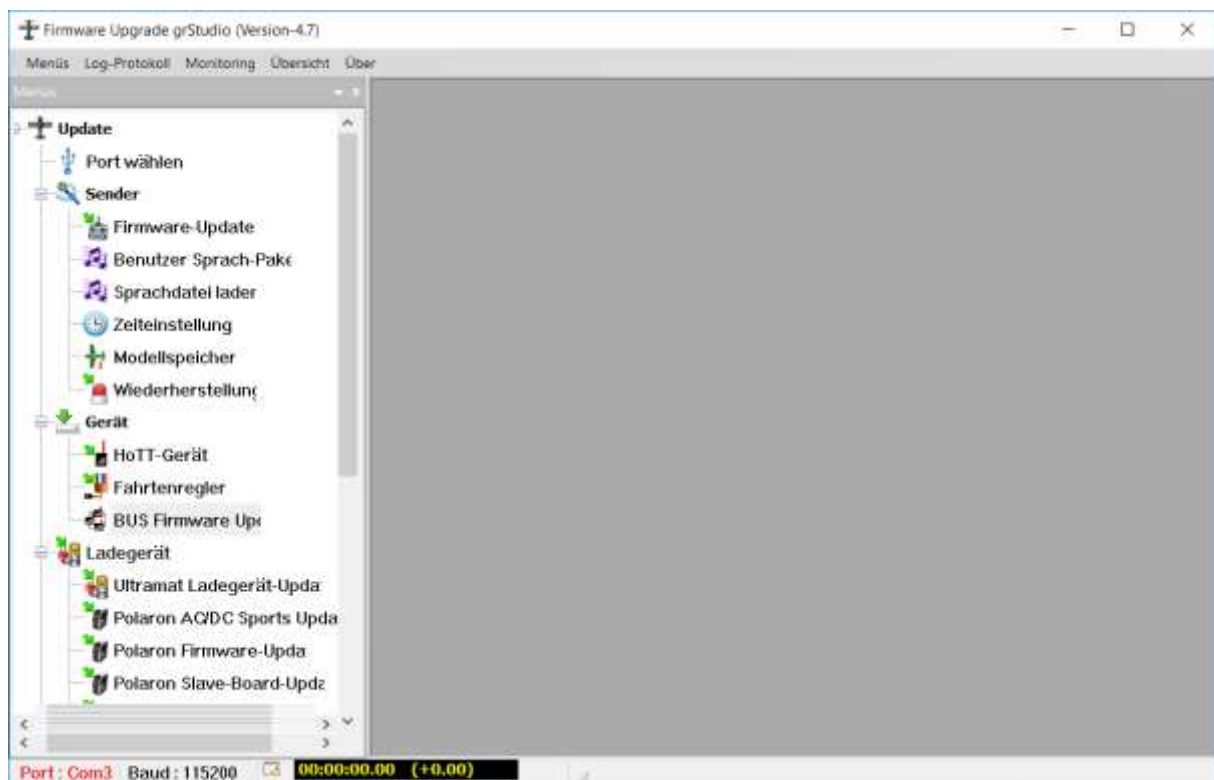 Firmware Upgrade grStudio (Version-4.7)
Menüs Log-Protokoll Monitoring Übersicht Über
Menus
Update
Port wählen
Sender
Firmware-Update
Benutzer Sprach-Pake
Sprachdatei lader
Zeiteinstellung
Modellspeicher
Wiederherstellung
Gerät
HoTT-Gerät
Fahrtenregler
BUS Firmware Upd
Ladegerät
Ultramat Ladegerät-Upda
Polaron AC/DC Sports Upda
Polaron Firmware-Upda
Polaron Slave-Board-Upda
Port : Com3 Baud : 115200 00:00:00.00 (+0.00)